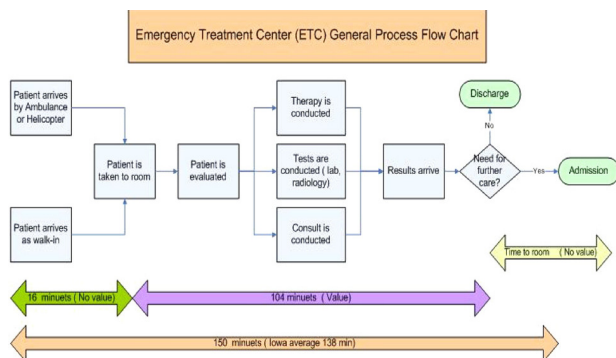 Emergency Treatment Center (ETC) General Process Flow Chart
Patient arrives
by Ambulance
or Helicopter
Patient arrives
as walk-in
Patient is
taken to room
Patient is
evaluated
Therapy is
conducted
Tests are
conducted ( lab,
radiology)
Consult is
conducted
Results arrive
Need for
further
care?
No
Discharge
Yes
Admission
Time to room ( No value)
16 minuets ( No value)
104 minuets ( Value)
150 minuets ( Iowa average 138 min)